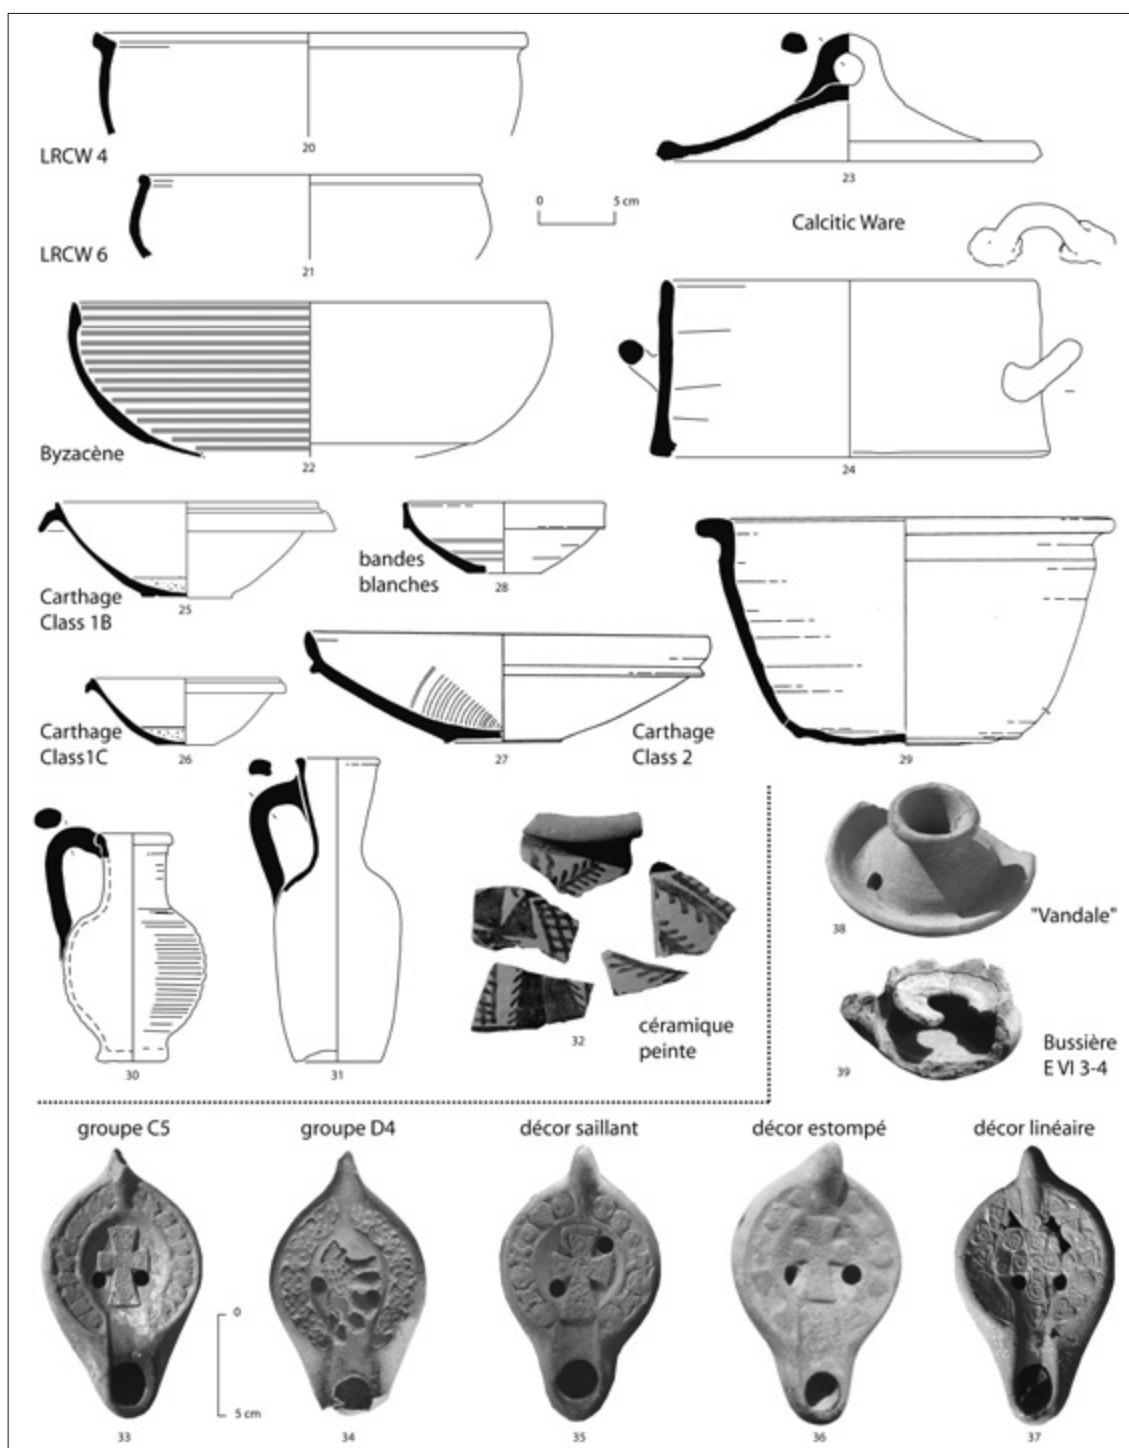 20
LRCW 4
23
0 5 cm
Calcitic Ware
LRCW 6
21
Byzacène
22
24
bandes
blanches
28
Carthage
Class 1B
25
Carthage
Class1C
26
27
Carthage
Class 2
29
30
31
32
céramique
peinte
38
"Vandale"
39
Bussière
E VI 3-4
groupe C5
groupe D4
décor saillant
décor estompé
décor linéaire
0
5 cm
33
34
35
36
37